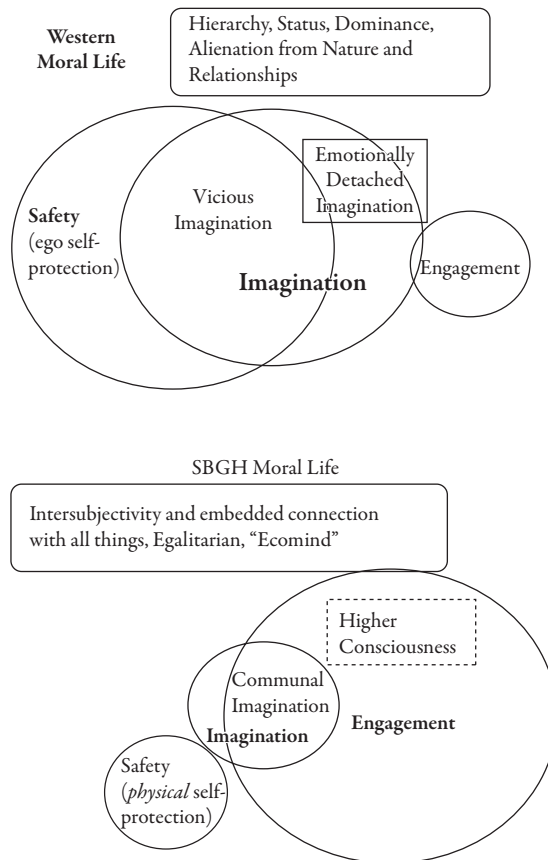 Western
Moral Life
Hierarchy, Status, Dominance,
Alienation from Nature and
Relationships
Safety
(ego self-
protection)
Vicious
Imagination
Emotionally
Detached
Imagination
Imagination
Engagement
SBGH Moral Life
Intersubjectivity and embedded connection
with all things, Egalitarian, “Ecomind”
Higher
Consciousness
Communal
Imagination
Imagination
Engagement
Safety
(physical self-
protection)